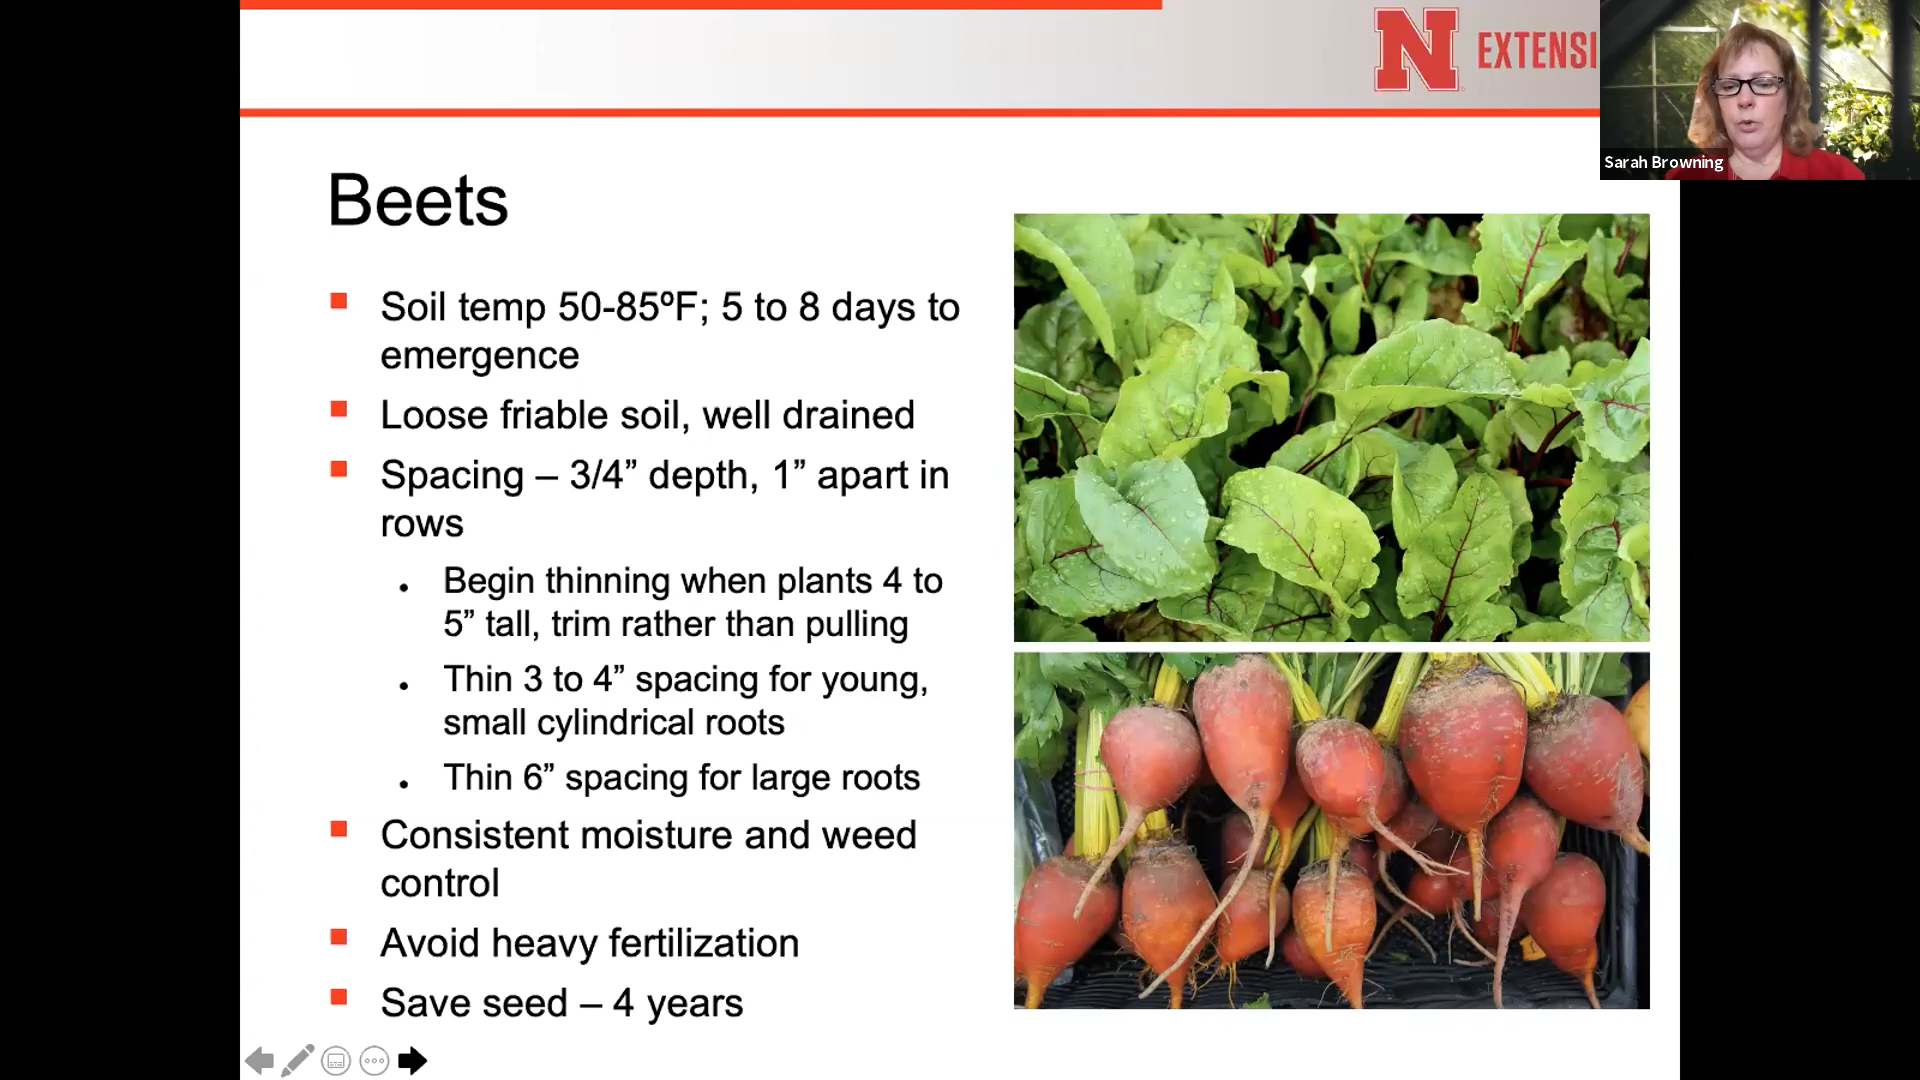 N EXTENSI
Sarah Browning
Beets
Soil temp 50-85ºF; 5 to 8 days to
emergence
Loose friable soil, well drained
Spacing – 3/4” depth, 1” apart in
rows
Begin thinning when plants 4 to
5” tall, trim rather than pulling
Thin 3 to 4” spacing for young,
small cylindrical roots
Thin 6” spacing for large roots
Consistent moisture and weed
control
Avoid heavy fertilization
Save seed – 4 years